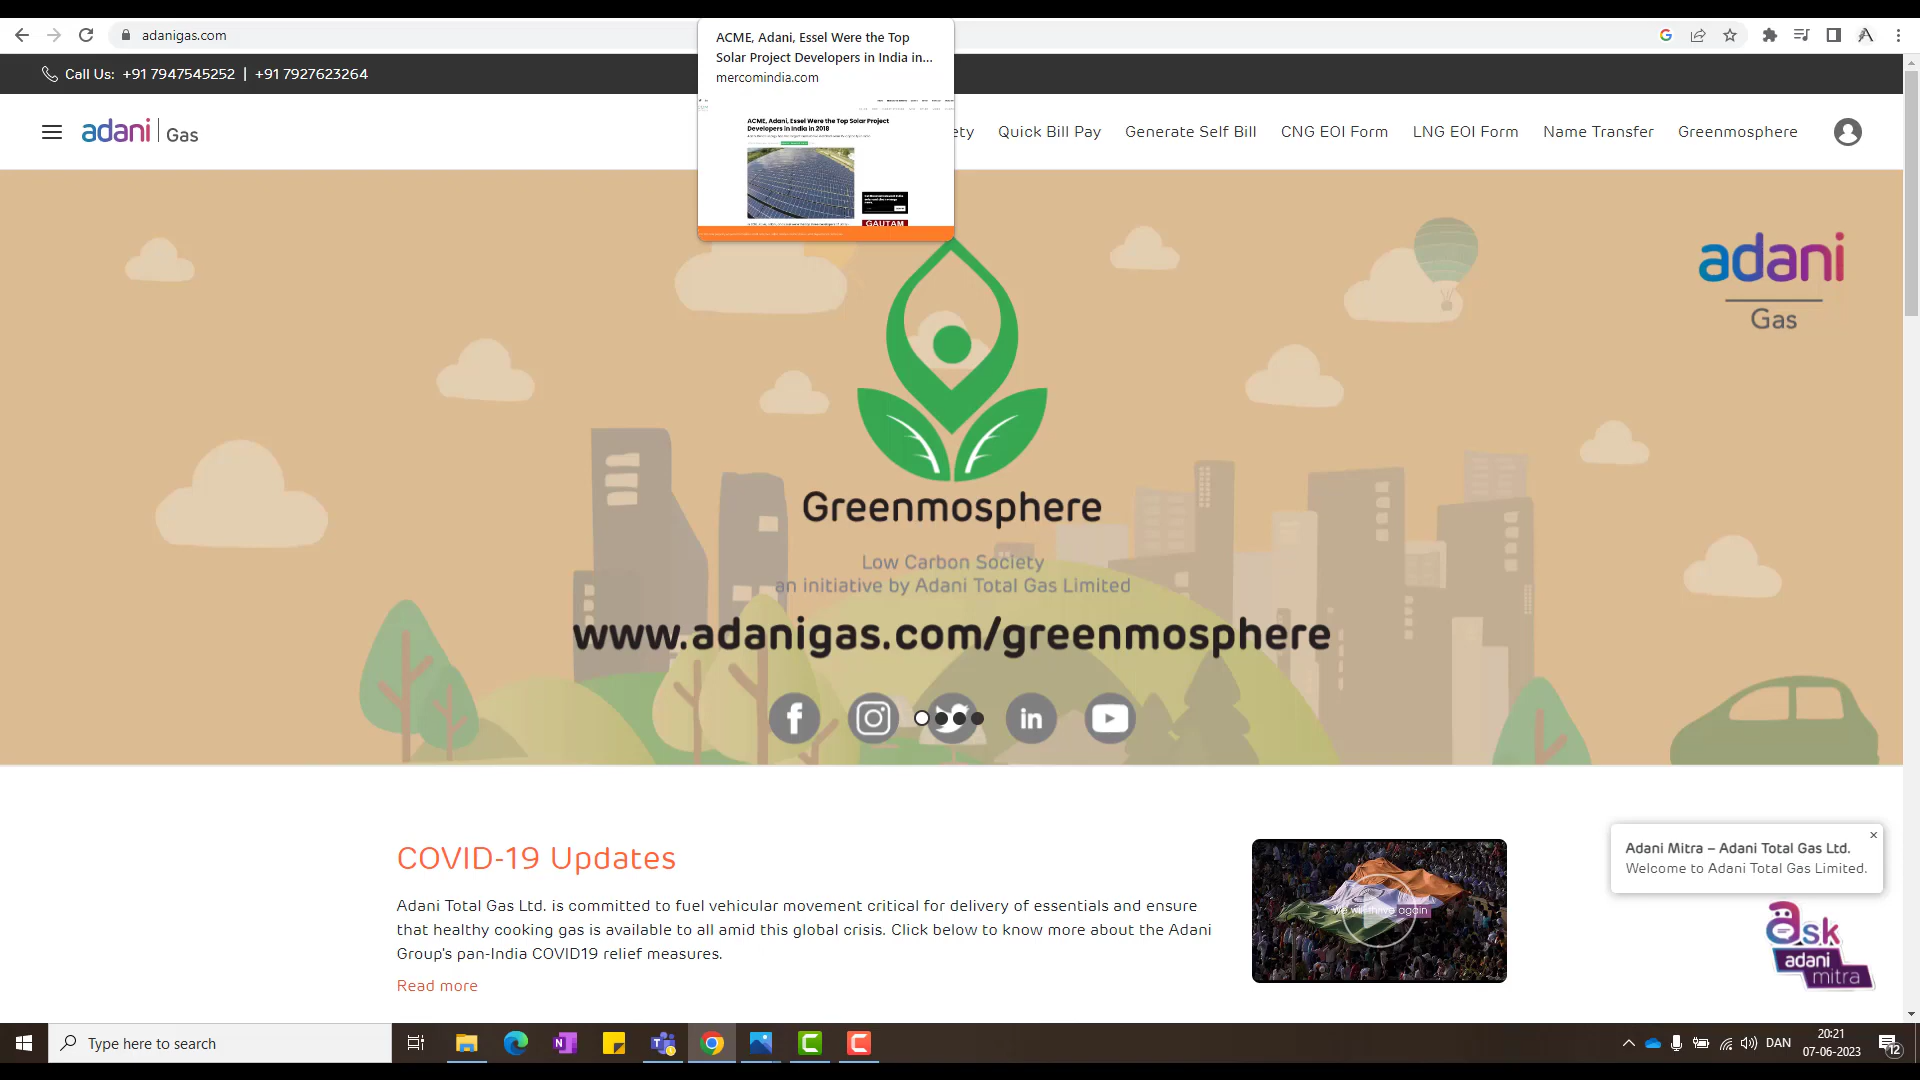 adanigas.com
ACME, Adani, Essel Were the Top
Solar Project Developers in India in...
mercomindia.com
Call Us: +91 7947545252 | +91 7927623264
ACME, Adani, Essel Were the Top Solar Project
Developers in India in 2018
GAUTAM
adani | Gas
ety
Quick Bill Pay
Generate Self Bill
CNG EOI Form
LNG EOI Form
Name Transfer
Greenmosphere
adani
Gas
Greenmosphere
Low Carbon Society
an initiative by Adani Total Gas Limited
www.adanigas.com/greenmosphere
COVID-19 Updates
Adani Total Gas Ltd. is committed to fuel vehicular movement critical for delivery of essentials and ensure
that healthy cooking gas is available to all amid this global crisis. Click below to know more about the Adani
Group's pan-India COVID19 relief measures.
Read more
We will thrive again
Adani Mitra – Adani Total Gas Ltd.
Welcome to Adani Total Gas Limited.
ask
adani
mitra
Type here to search
DAN
20:21
07-06-2023
12